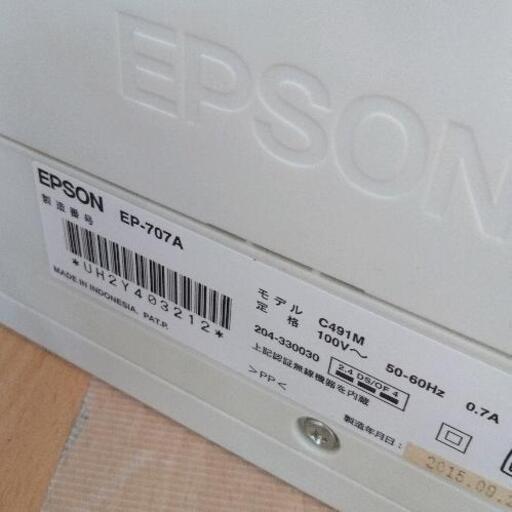 EPSON
EPSON EP-707A
製造番号
*UH2Y403212*
MADE IN INDONESIA. PAT.P.
モデル C491M
定格 100V～ 50-60Hz 0.7A
204-330030
2.4 DS/OF 4
上記認証無線機器を内蔵
>PP<
製造年月日:
2015.09.2